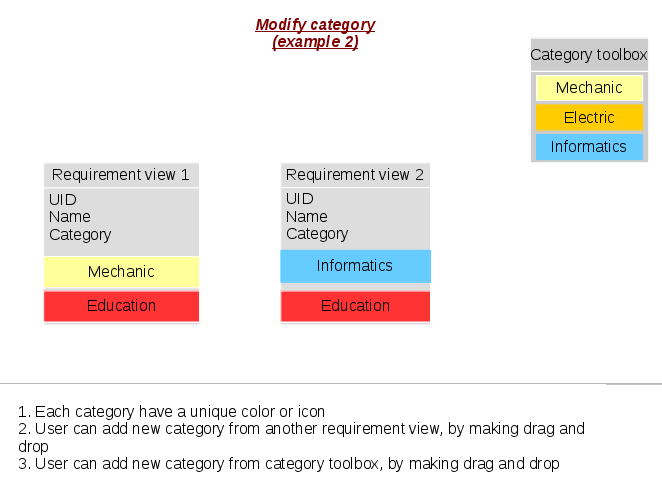 Modify category
(example 2)
Category toolbox
Mechanic
Electric
Informatics
Requirement view 1
UID
Name
Category
Mechanic
Education
Requirement view 2
UID
Name
Category
Informatics
Education
1. Each category have a unique color or icon
2. User can add new category from another requirement view, by making drag and
drop
3. User can add new category from category toolbox, by making drag and drop